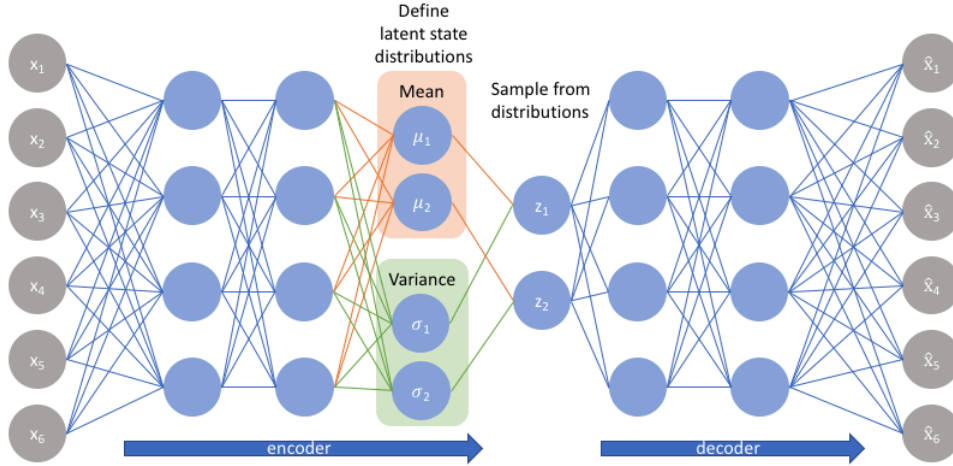 Define
latent state
distributions
Mean
Sample from
distributions
Variance
x₁
x₂
x₃
x₄
x₅
x₆
μ₁
μ₂
σ₁
σ₂
z₁
z₂
x̂₁
x̂₂
x̂₃
x̂₄
x̂₅
x̂₆
encoder
decoder